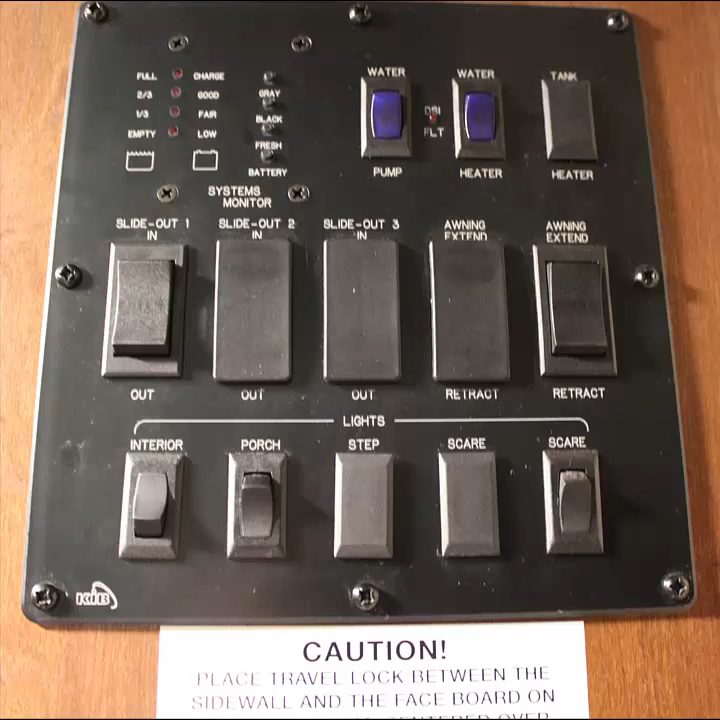 FULL CHARGE
2/3 GOOD
1/3 FAIR
EMPTY LOW
GRAY
BLACK
FRESH
BATTERY
SYSTEMS
MONITOR
WATER
PUMP
WATER
HEATER
DSI
FLT
TANK
HEATER
SLIDE-OUT 1
IN
OUT
SLIDE-OUT 2
IN
OUT
SLIDE-OUT 3
IN
OUT
AWNING
EXTEND
RETRACT
AWNING
EXTEND
RETRACT
LIGHTS
INTERIOR
PORCH
STEP
SCARE
SCARE
KIB
CAUTION!
PLACE TRAVEL LOCK BETWEEN THE
SIDEWALL AND THE FACE BOARD ON
CENTERED OVER